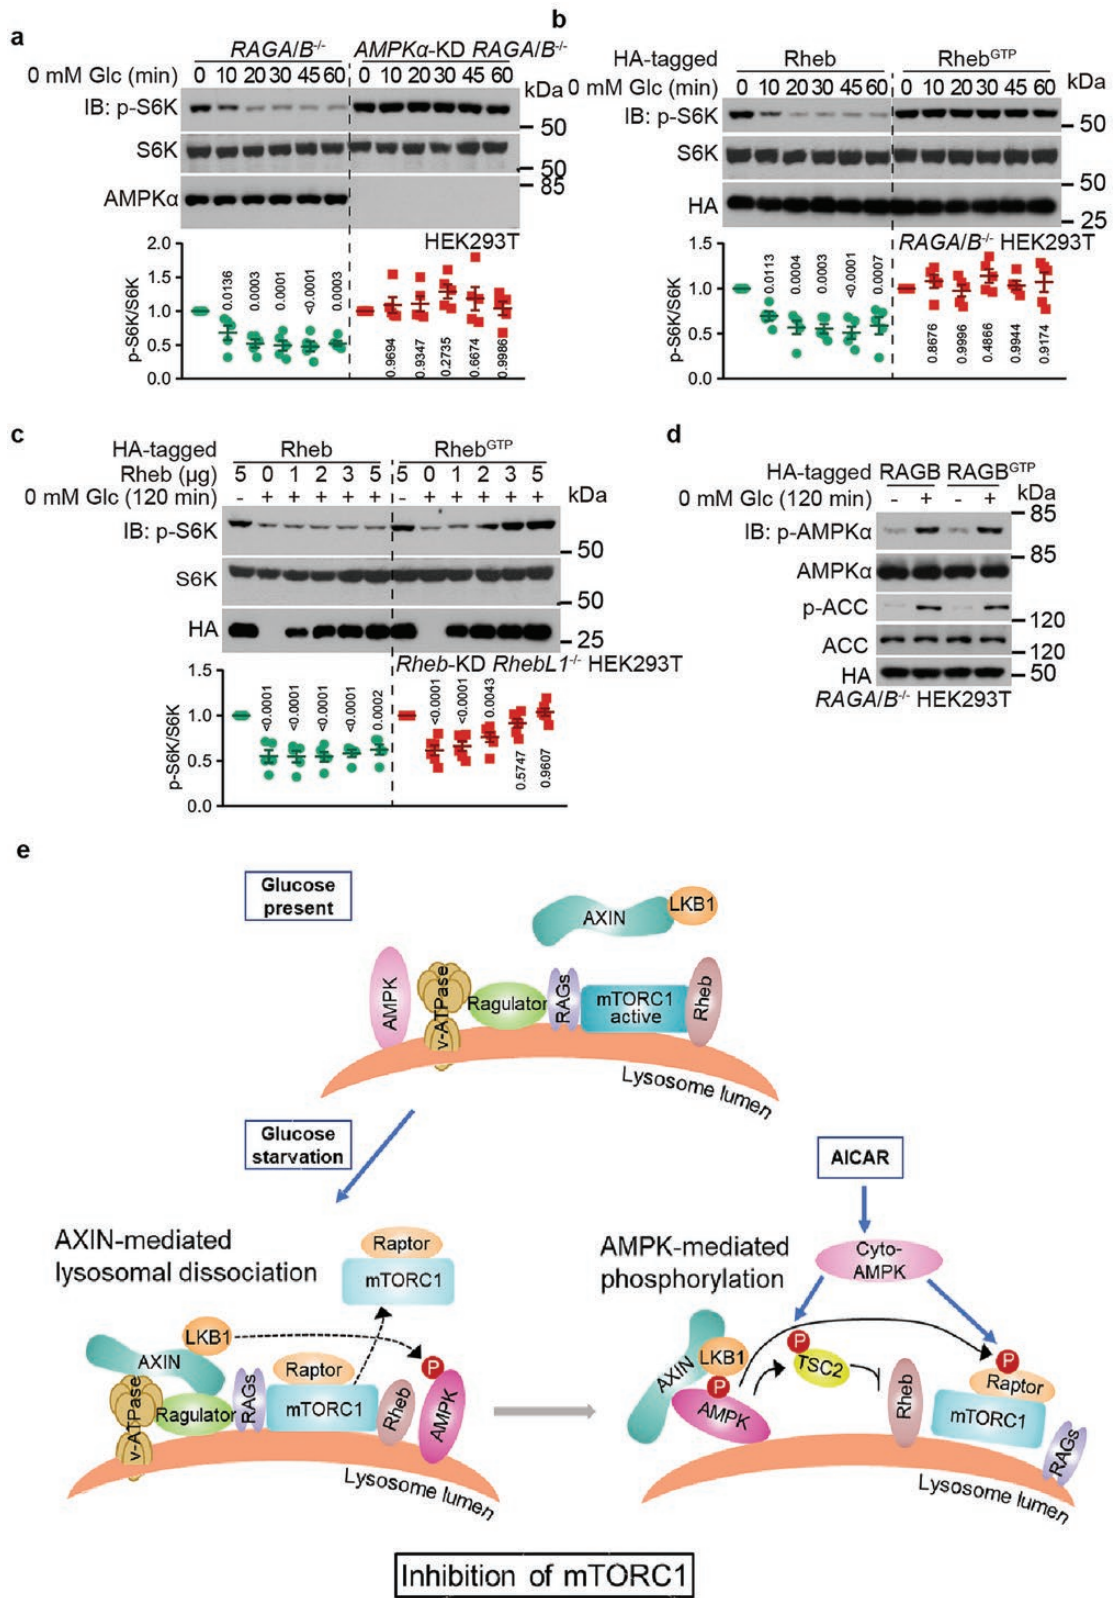 a
RAGA/B-/- AMPKα-KD RAGA/B-/-
0 mM Glc (min) 0 10 20 30 45 60 0 10 20 30 45 60 kDa
IB: p-S6K
50
S6K
50
85
AMPKα
HEK293T
p-S6K/S6K
2.0
1.5
1.0
0.5
0.0
0.0136 0.0003 0.0001 <0.0001 0.0003
0.9694 0.9347 0.2735 0.6674 0.9986
b
HA-tagged Rheb RhebGTP
0 mM Glc (min) 0 10 20 30 45 60 0 10 20 30 45 60
IB: p-S6K
50
S6K
50
HA
25
RAGA/B-/- HEK293T
p-S6K/S6K
1.5
1.0
0.5
0.0
0.0113 0.0004 0.0003 <0.0001 0.0007
0.8676 0.9996 0.4866 0.9944 0.9174
c
HA-tagged Rheb RhebGTP
Rheb (µg) 5 0 1 2 3 5 5 0 1 2 3 5
0 mM Glc (120 min) - + + + + + - + + + + + kDa
IB: p-S6K
50
S6K
50
HA
25
Rheb-KD RhebL1-/- HEK293T
p-S6K/S6K
1.5
1.0
0.5
0.0
<0.0001 <0.0001 <0.0001 <0.0001 0.0002
<0.0001 <0.0001 0.0043 0.5747 0.9607
d
HA-tagged RAGB RAGBGTP
0 mM Glc (120 min) - + - + kDa
85
IB: p-AMPKα
85
AMPKα
p-ACC
120
ACC
120
HA
50
RAGA/B-/- HEK293T
e
Glucose
present
AXIN
LKB1
AMPK
v-ATPase
Ragulator
RAGs
mTORC1
active
Rheb
Lysosome lumen
Glucose
starvation
AICAR
AXIN-mediated
lysosomal dissociation
Raptor
mTORC1
LKB1
AXIN
v-ATPase
Ragulator
RAGs
Raptor
mTORC1
Rheb
P
AMPK
Lysosome lumen
AMPK-mediated
phosphorylation
Cyto-
AMPK
AXIN
LKB1
P
AMPK
P
TSC2
Rheb
P
Raptor
mTORC1
RAGs
Lysosome lumen
Inhibition of mTORC1